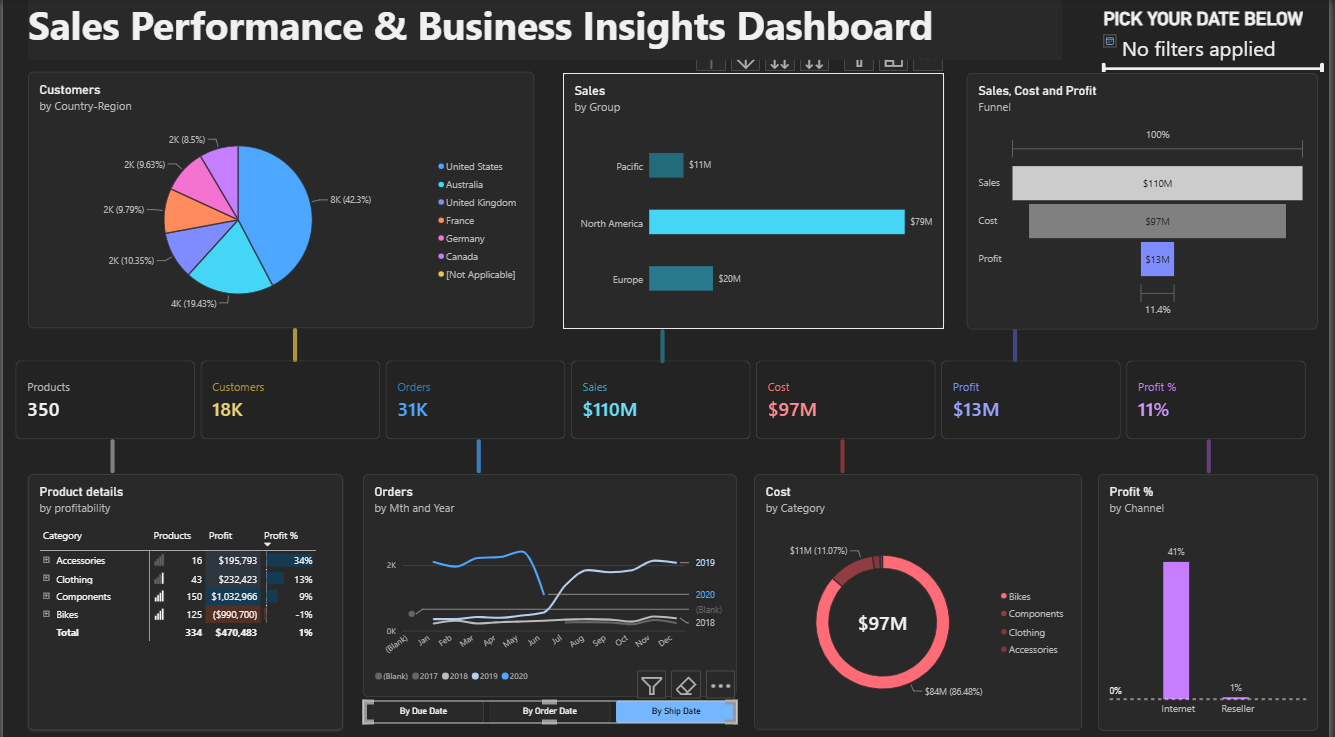 Sales Performance & Business Insights Dashboard
PICK YOUR DATE BELOW
No filters applied
Customers
by Country-Region
2K (8.5%)
2K (9.63%)
2K (9.79%)
2K (10.35%)
4K (19.43%)
8K (42.3%)
United States
Australia
United Kingdom
France
Germany
Canada
[Not Applicable]
Sales
by Group
Pacific
$11M
North America
$79M
Europe
$20M
Sales, Cost and Profit
Funnel
100%
Sales
$110M
Cost
$97M
Profit
$13M
11.4%
Products
350
Customers
18K
Orders
31K
Sales
$110M
Cost
$97M
Profit
$13M
Profit %
11%
Product details
by profitability
Category Products Profit Profit %
Accessories 16 $195,793 34%
Clothing 43 $232,423 13%
Components 150 $1,032,966 9%
Bikes 125 ($990,700) -1%
Total 334 $470,483 1%
Orders
by Mth and Year
2K
0K
2019
2020
(Blank)
2018
(Blank) Jan Feb Mar Apr May Jun Jul Aug Sep Oct Nov Dec
(Blank) 2017 2018 2019 2020
By Due Date By Order Date By Ship Date
Cost
by Category
$11M (11.07%)
$97M
$84M (86.48%)
Bikes
Components
Clothing
Accessories
Profit %
by Channel
41%
0%
1%
Internet Reseller